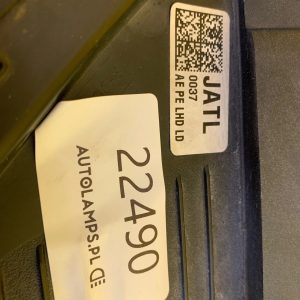 JATL
0037
AE PE LHD LD
22490
AUTOLAMPS.PL